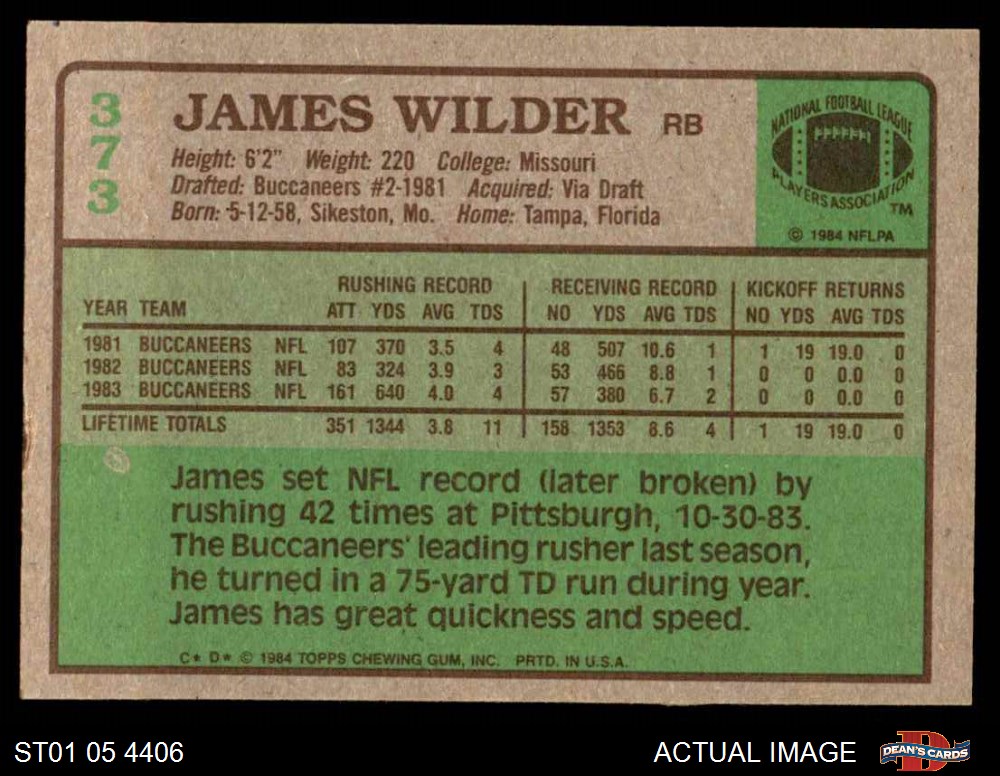 373
JAMES WILDER RB
Height: 6'2" Weight: 220 College: Missouri
Drafted: Buccaneers #2-1981 Acquired: Via Draft
Born: 5-12-58, Sikeston, Mo. Home: Tampa, Florida
NATIONAL FOOTBALL LEAGUE
PLAYERS ASSOCIATION
TM
© 1984 NFLPA
RUSHING RECORD RECEIVING RECORD KICKOFF RETURNS
YEAR TEAM ATT YDS AVG TDS NO YDS AVG TDS NO YDS AVG TDS
1981 BUCCANEERS NFL 107 370 3.5 4 48 507 10.6 1 1 19 19.0 0
1982 BUCCANEERS NFL 83 324 3.9 3 53 466 8.8 1 0 0 0.0 0
1983 BUCCANEERS NFL 161 640 4.0 4 57 380 6.7 2 0 0 0.0 0
LIFETIME TOTALS 351 1344 3.8 11 158 1353 8.6 4 1 19 19.0 0
James set NFL record (later broken) by
rushing 42 times at Pittsburgh, 10-30-83.
The Buccaneers' leading rusher last season,
he turned in a 75-yard TD run during year.
James has great quickness and speed.
C* D* © 1984 TOPPS CHEWING GUM, INC. PRTD. IN U.S.A.
ST01 05 4406 ACTUAL IMAGE D DEAN'S CARDS